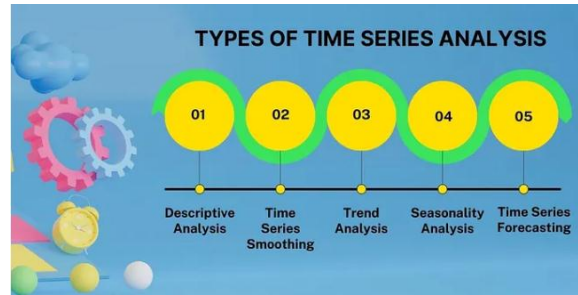 TYPES OF TIME SERIES ANALYSIS
01
02
03
04
05
Descriptive
Analysis
Time
Series
Smoothing
Trend
Analysis
Seasonality
Analysis
Time Series
Forecasting